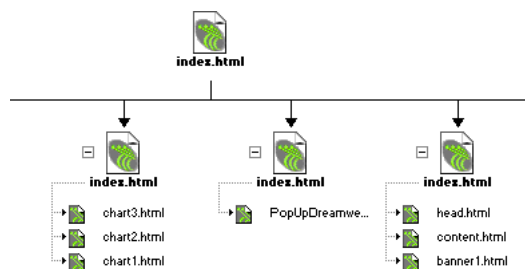 index.html
index.html index.html index.html
chart3.html PopUpDreamwe... head.html
chart2.html content.html
chart1.html banner1.html